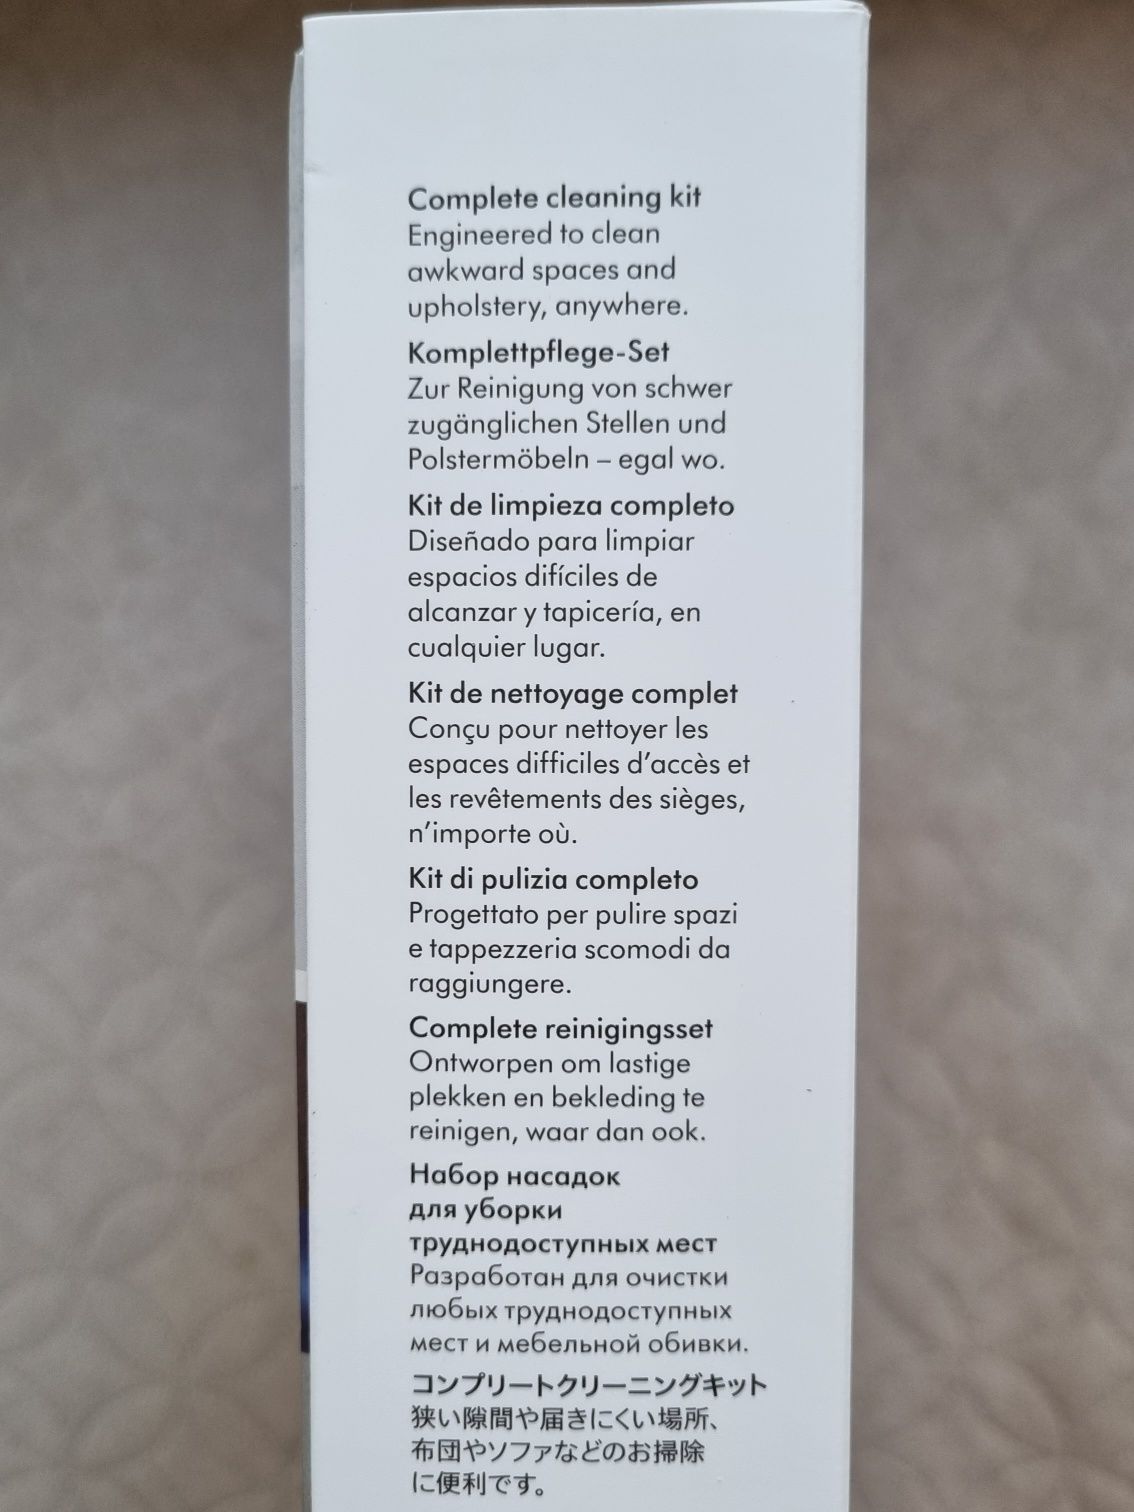 Complete cleaning kit
Engineered to clean
awkward spaces and
upholstery, anywhere.
Komplettpflege-Set
Zur Reinigung von schwer
zugänglichen Stellen und
Polstermöbeln – egal wo.
Kit de limpieza completo
Diseñado para limpiar
espacios difíciles de
alcanzar y tapicería, en
cualquier lugar.
Kit de nettoyage complet
Conçu pour nettoyer les
espaces difficiles d’accès et
les revêtements des sièges,
n’importe où.
Kit di pulizia completo
Progettato per pulire spazi
e tappezzeria scomodi da
raggiungere.
Complete reinigingsset
Ontworpen om lastige
plekken en bekleding te
reinigen, waar dan ook.
Набор насадок
для уборки
труднодоступных мест
Разработан для очистки
любых труднодоступных
мест и мебельной обивки.
コンプリートクリーニングキット
狭い隙間や届きにくい場所、
布団やソファなどのお掃除
に便利です。